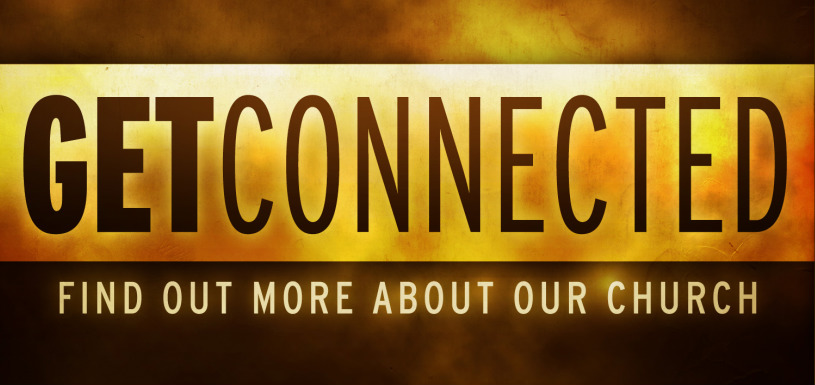 GETCONNECTED
FIND OUT MORE ABOUT OUR CHURCH